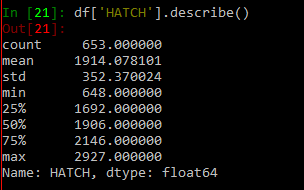 In [21]: df['HATCH'].describe()
Out[21]:
count     653.000000
mean     1914.078101
std       352.370024
min       648.000000
25%      1692.000000
50%      1906.000000
75%      2146.000000
max      2927.000000
Name: HATCH, dtype: float64